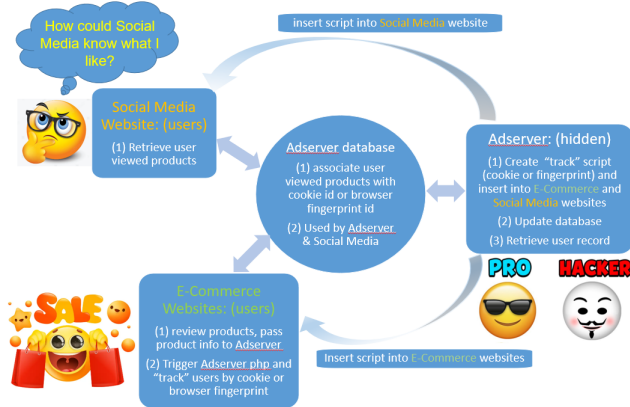 How could Social
Media know what I
like?
insert script into Social Media website
Social Media
Website: (users)
(1) Retrieve user
viewed products
Adserver database
(1) associate user
viewed products with
cookie id or browser
fingerprint id
(2) Used by Adserver
& Social Media
Adserver: (hidden)
(1) Create "track" script
(cookie or fingerprint) and
insert into E-Commerce and
Social Media websites
(2) Update database
(3) Retrieve user record
PRO
HACKER
SALE
E-Commerce
Websites: (users)
(1) review products, pass
product info to Adserver
(2) Trigger Adserver php and
"track" users by cookie or
browser fingerprint
Insert script into E-Commerce websites